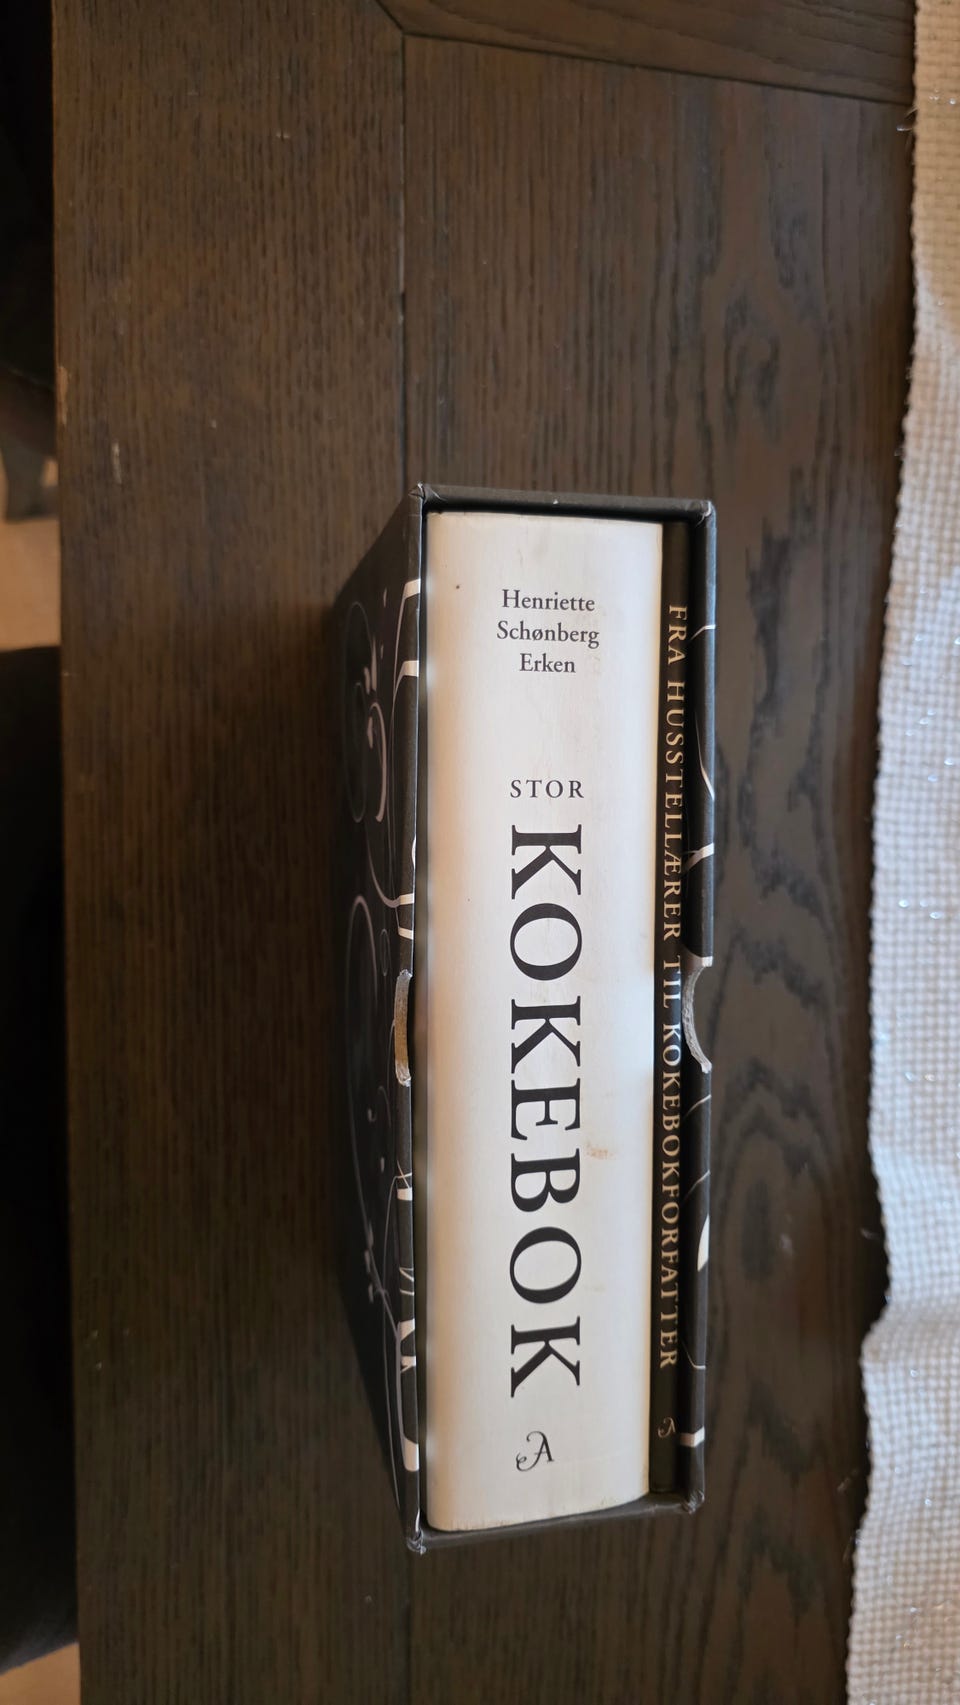 Henriette
Schønberg
Erken
STOR
KOKEBOK
A
FRA HUSSTELLÆRER TIL KOKEBOKFORFATTER
A